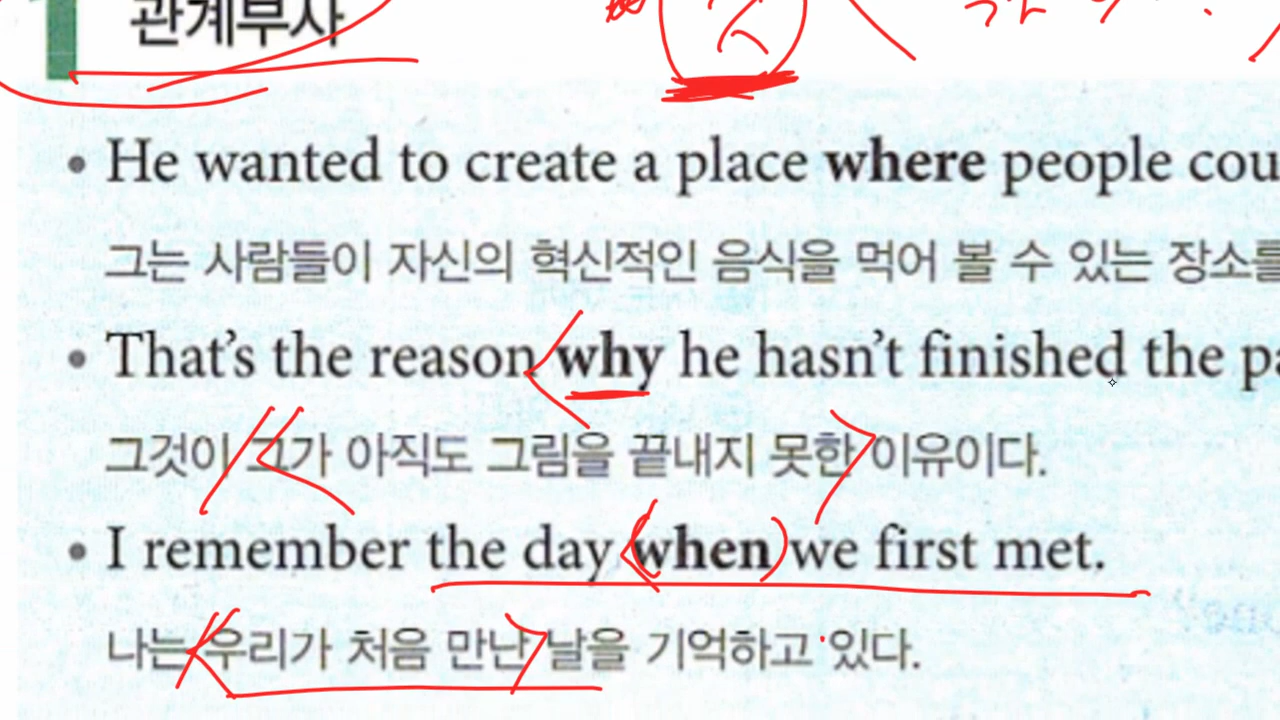 1 관계부사
• He wanted to create a place where people cou
그는 사람들이 자신의 혁신적인 음식을 먹어 볼 수 있는 장소를
• That's the reason why he hasn't finished the pa
그것이 그가 아직도 그림을 끝내지 못한 이유이다.
• I remember the day when we first met.
나는 우리가 처음 만난 날을 기억하고 있다.